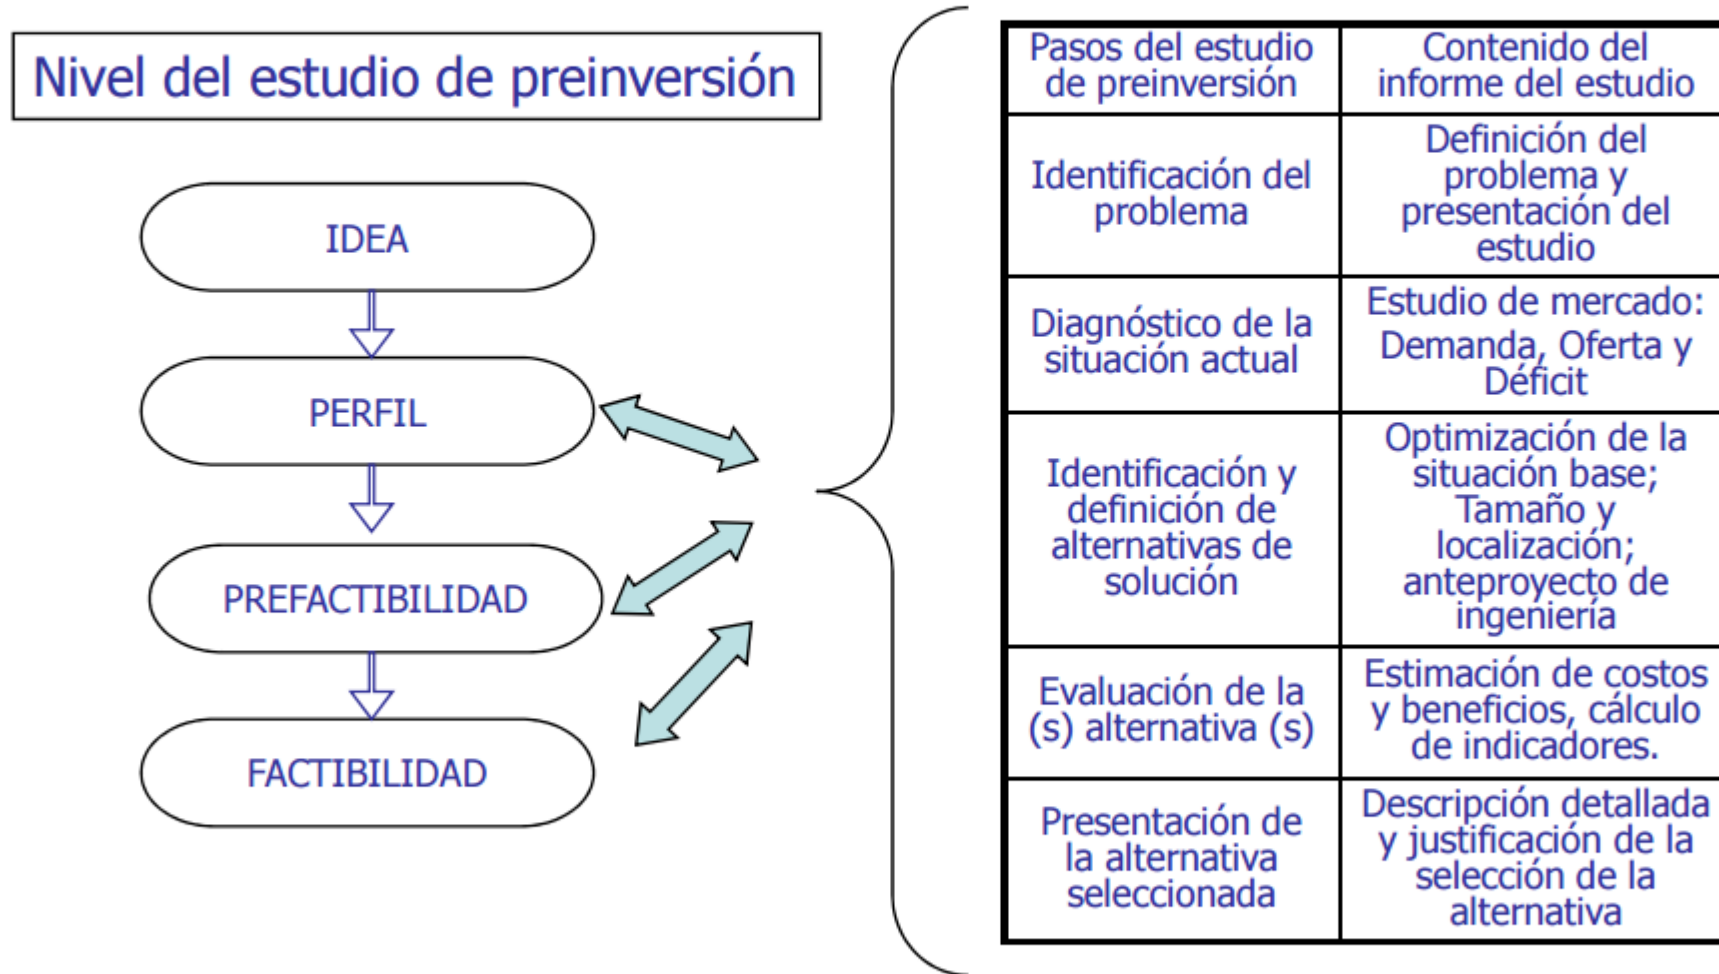 Nivel del estudio de preinversión
IDEA
PERFIL
PREFACTIBILIDAD
FACTIBILIDAD
Pasos del estudio
de preinversión
Contenido del
informe del estudio
Identificación del
problema
Definición del
problema y
presentación del
estudio
Diagnóstico de la
situación actual
Estudio de mercado:
Demanda, Oferta y
Déficit
Identificación y
definición de
alternativas de
solución
Optimización de la
situación base;
Tamaño y
localización;
anteproyecto de
ingeniería
Evaluación de la
(s) alternativa (s)
Estimación de costos
y beneficios, cálculo
de indicadores.
Presentación de
la alternativa
seleccionada
Descripción detallada
y justificación de la
selección de la
alternativa